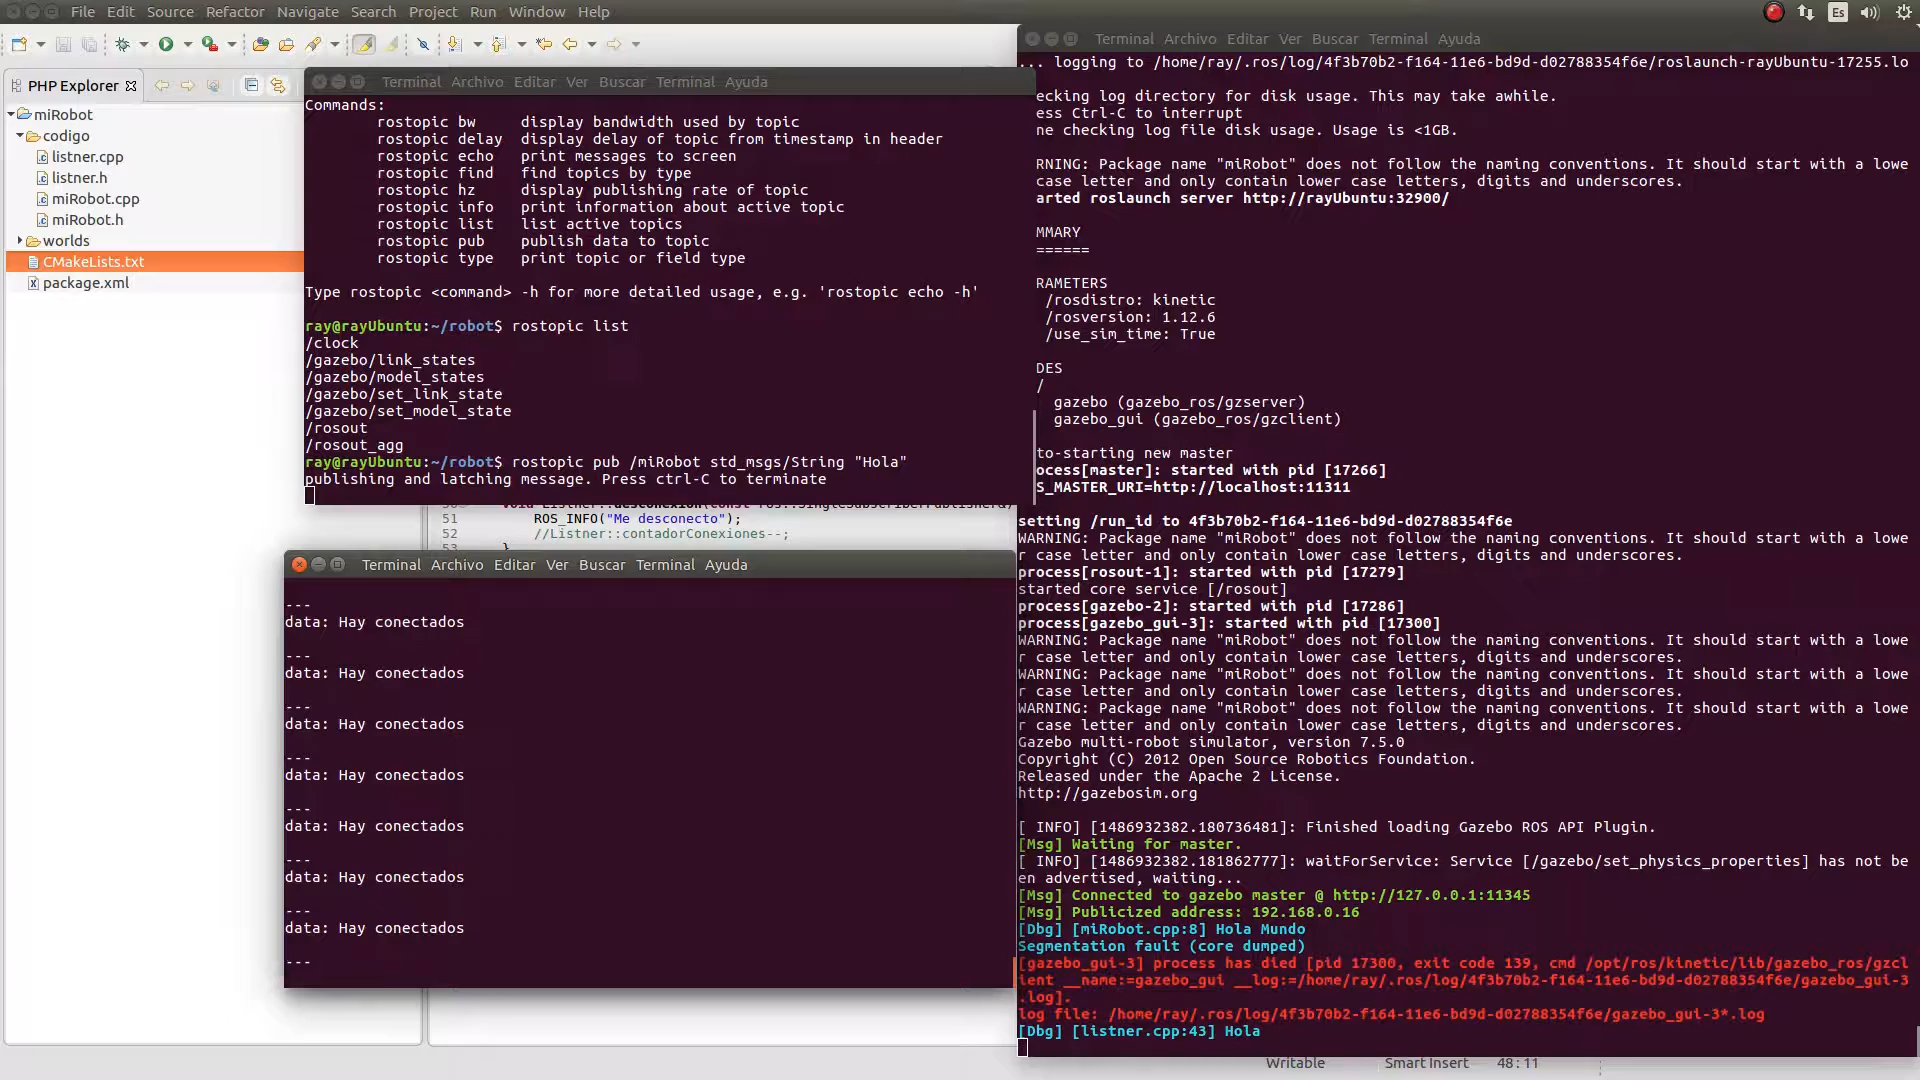 File Edit Source Refactor Navigate Search Project Run Window Help
Es
PHP Explorer
miRobot
codigo
listner.cpp
listner.h
miRobot.cpp
miRobot.h
worlds
CMakeLists.txt
package.xml
Terminal Archivo Editar Ver Buscar Terminal Ayuda
Commands:
rostopic bw display bandwidth used by topic
rostopic delay display delay of topic from timestamp in header
rostopic echo print messages to screen
rostopic find find topics by type
rostopic hz display publishing rate of topic
rostopic info print information about active topic
rostopic list list active topics
rostopic pub publish data to topic
rostopic type print topic or field type
Type rostopic <command> -h for more detailed usage, e.g. 'rostopic echo -h'
ray@rayUbuntu:~/robot$ rostopic list
/clock
/gazebo/link_states
/gazebo/model_states
/gazebo/set_link_state
/gazebo/set_model_state
/rosout
/rosout_agg
ray@rayUbuntu:~/robot$ rostopic pub /miRobot std_msgs/String "Hola"
publishing and latching message. Press ctrl-C to terminate
51 ROS_INFO("Me desconecto");
52 //Listner::contadorConexiones--;
53 }
Terminal Archivo Editar Ver Buscar Terminal Ayuda
---
data: Hay conectados
---
data: Hay conectados
---
data: Hay conectados
---
data: Hay conectados
---
data: Hay conectados
---
data: Hay conectados
---
data: Hay conectados
---
Terminal Archivo Editar Ver Buscar Terminal Ayuda
... logging to /home/ray/.ros/log/4f3b70b2-f164-11e6-bd9d-d02788354f6e/roslaunch-rayUbuntu-17255.lo
ecking log directory for disk usage. This may take awhile.
ess Ctrl-C to interrupt
ne checking log file disk usage. Usage is <1GB.
RNING: Package name "miRobot" does not follow the naming conventions. It should start with a lowe
case letter and only contain lower case letters, digits and underscores.
arted roslaunch server http://rayUbuntu:32900/
MMARY
======
RAMETERS
/rosdistro: kinetic
/rosversion: 1.12.6
/use_sim_time: True
DES
/
gazebo (gazebo_ros/gzserver)
gazebo_gui (gazebo_ros/gzclient)
to-starting new master
ocess[master]: started with pid [17266]
S_MASTER_URI=http://localhost:11311
setting /run_id to 4f3b70b2-f164-11e6-bd9d-d02788354f6e
WARNING: Package name "miRobot" does not follow the naming conventions. It should start with a lowe
r case letter and only contain lower case letters, digits and underscores.
process[rosout-1]: started with pid [17279]
started core service [/rosout]
process[gazebo-2]: started with pid [17286]
process[gazebo_gui-3]: started with pid [17300]
WARNING: Package name "miRobot" does not follow the naming conventions. It should start with a lowe
r case letter and only contain lower case letters, digits and underscores.
WARNING: Package name "miRobot" does not follow the naming conventions. It should start with a lowe
r case letter and only contain lower case letters, digits and underscores.
WARNING: Package name "miRobot" does not follow the naming conventions. It should start with a lowe
r case letter and only contain lower case letters, digits and underscores.
Gazebo multi-robot simulator, version 7.5.0
Copyright (C) 2012 Open Source Robotics Foundation.
Released under the Apache 2 License.
http://gazebosim.org
[ INFO] [1486932382.180736481]: Finished loading Gazebo ROS API Plugin.
[Msg] Waiting for master.
[ INFO] [1486932382.181862777]: waitForService: Service [/gazebo/set_physics_properties] has not be
en advertised, waiting...
[Msg] Connected to gazebo master @ http://127.0.0.1:11345
[Msg] Publicized address: 192.168.0.16
[Dbg] [miRobot.cpp:8] Hola Mundo
Segmentation fault (core dumped)
[gazebo_gui-3] process has died [pid 17300, exit code 139, cmd /opt/ros/kinetic/lib/gazebo_ros/gzcl
ient __name:=gazebo_gui __log:=/home/ray/.ros/log/4f3b70b2-f164-11e6-bd9d-d02788354f6e/gazebo_gui-3
.log].
log file: /home/ray/.ros/log/4f3b70b2-f164-11e6-bd9d-d02788354f6e/gazebo_gui-3*.log
[Dbg] [listner.cpp:43] Hola
Writable Smart Insert 48:11